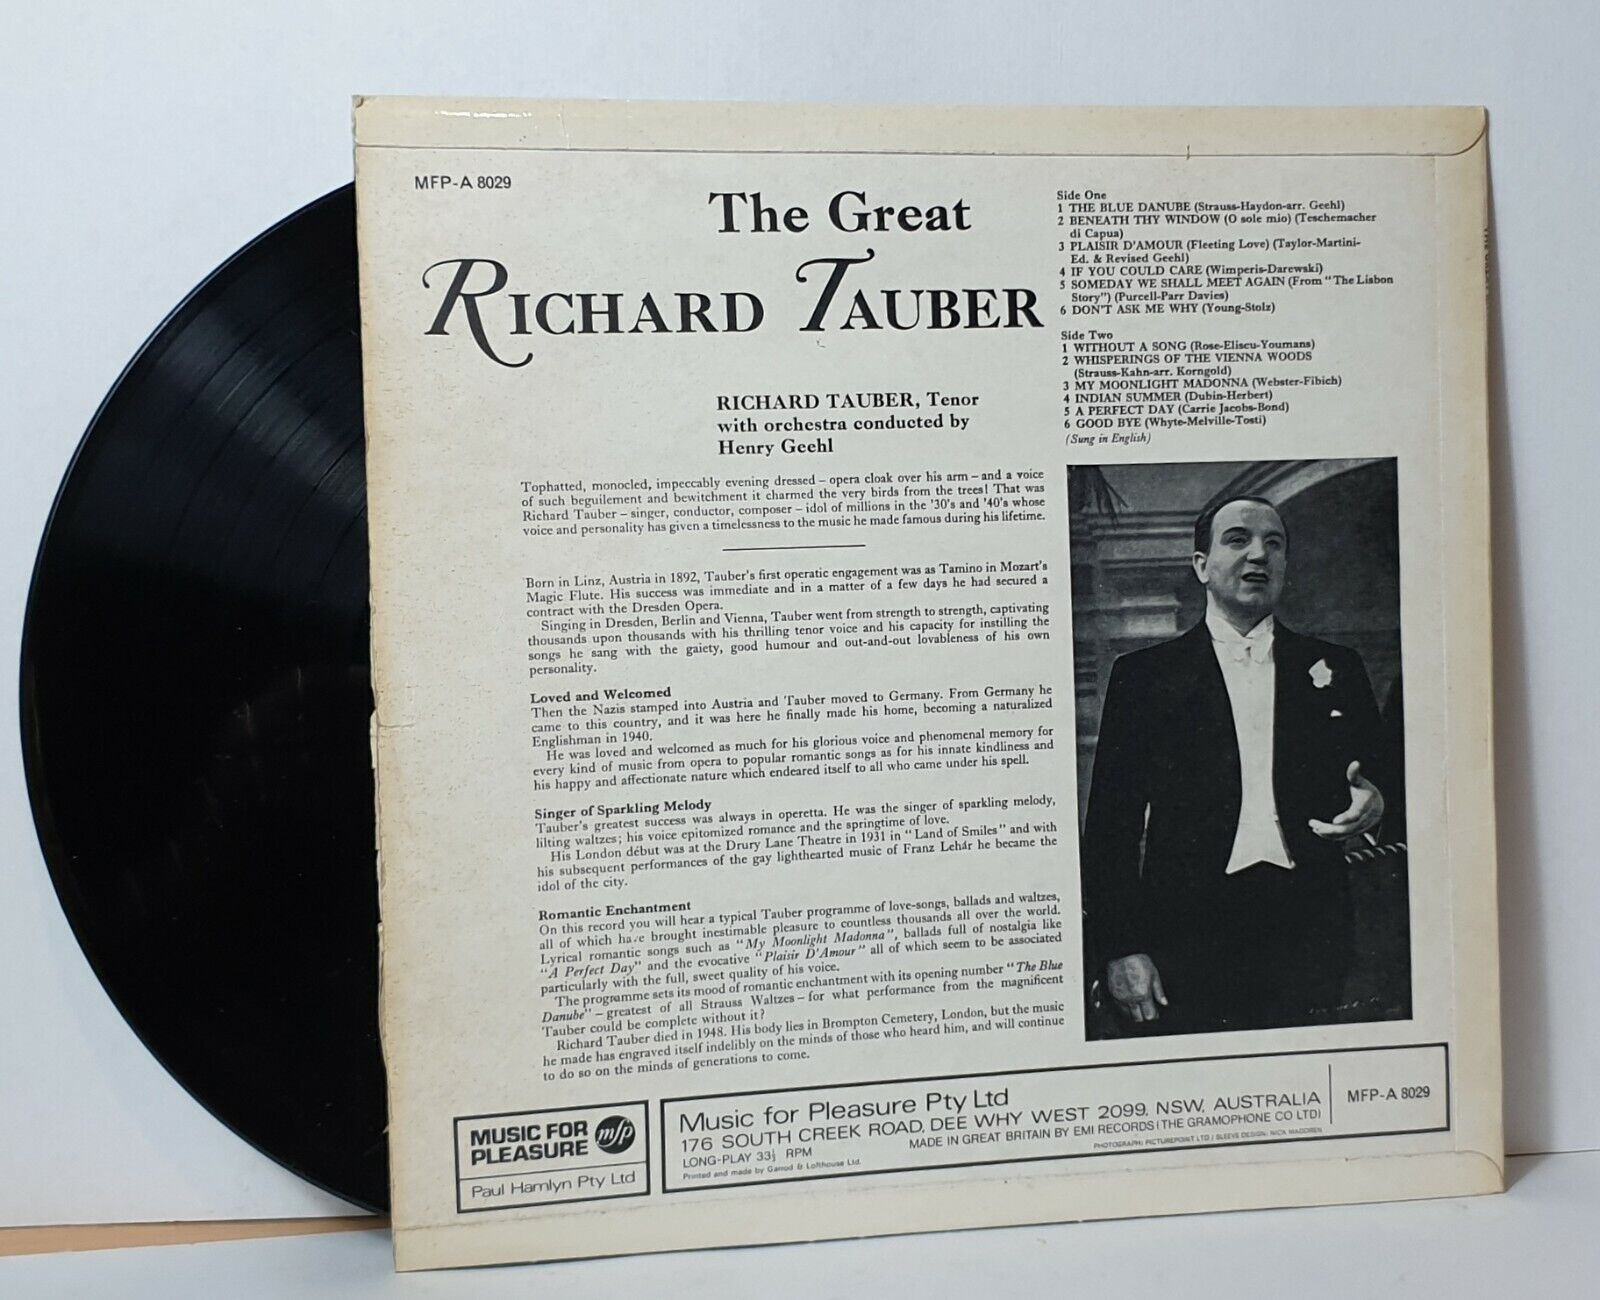 MFP-A 8029
The Great
RICHARD TAUBER
RICHARD TAUBER, Tenor
with orchestra conducted by
Henry Geehl
Side One
1 THE BLUE DANUBE (Strauss-Haydon-arr. Geehl)
2 BENEATH THY WINDOW (O sole mio) (Teschemacher
di Capua)
3 PLAISIR D'AMOUR (Fleeting Love) (Taylor-Martini-
Ed. & Revised Geehl)
4 IF YOU COULD CARE (Wimperis-Darewski)
5 SOMEDAY WE SHALL MEET AGAIN (From "The Lisbon
Story") (Purcell-Parr Davies)
6 DON'T ASK ME WHY (Young-Stolz)
Side Two
1 WITHOUT A SONG (Rose-Eliscu-Youmans)
2 WHISPERINGS OF THE VIENNA WOODS
(Strauss-Kahn-arr. Korngold)
3 MY MOONLIGHT MADONNA (Webster-Fibich)
4 INDIAN SUMMER (Dubin-Herbert)
5 A PERFECT DAY (Carrie Jacobs-Bond)
6 GOOD BYE (Whyte-Melville-Tosti)
(Sung in English)
Tophatted, monocled, impeccably evening dressed – opera cloak over his arm – and a voice
of such beguilement and bewitchment it charmed the very birds from the trees! That was
Richard Tauber – singer, conductor, composer – idol of millions in the '30's and '40's whose
voice and personality has given a timelessness to the music he made famous during his lifetime.
Born in Linz, Austria in 1892, Tauber's first operatic engagement was as Tamino in Mozart's
Magic Flute. His success was immediate and in a matter of a few days he had secured a
contract with the Dresden Opera.
Singing in Dresden, Berlin and Vienna, Tauber went from strength to strength, captivating
thousands upon thousands with his thrilling tenor voice and his capacity for instilling the
songs he sang with the gaiety, good humour and out-and-out lovableness of his own
personality.
Loved and Welcomed
Then the Nazis stamped into Austria and Tauber moved to Germany. From Germany he
came to this country, and it was here he finally made his home, becoming a naturalized
Englishman in 1940.
He was loved and welcomed as much for his glorious voice and phenomenal memory for
every kind of music from opera to popular romantic songs as for his innate kindliness and
his happy and affectionate nature which endeared itself to all who came under his spell.
Singer of Sparkling Melody
Tauber's greatest success was always in operetta. He was the singer of sparkling melody,
lilting waltzes; his voice epitomized romance and the springtime of love.
His London début was at the Drury Lane Theatre in 1931 in "Land of Smiles" and with
his subsequent performances of the gay lighthearted music of Franz Lehár he became the
idol of the city.
Romantic Enchantment
On this record you will hear a typical Tauber programme of love-songs, ballads and waltzes,
all of which have brought inestimable pleasure to countless thousands all over the world.
Lyrical romantic songs such as "My Moonlight Madonna", ballads full of nostalgia like
"A Perfect Day" and the evocative "Plaisir D'Amour" all of which seem to be associated
particularly with the full, sweet quality of his voice.
The programme sets its mood of romantic enchantment with its opening number "The Blue
Danube" – greatest of all Strauss Waltzes – for what performance from the magnificent
Tauber could be complete without it?
Richard Tauber died in 1948. His body lies in Brompton Cemetery, London, but the music
he made has engraved itself indelibly on the minds of those who heard him, and will continue
to do so on the minds of generations to come.
MUSIC FOR
PLEASURE mfp
Paul Hamlyn Pty Ltd
Music for Pleasure Pty Ltd
176 SOUTH CREEK ROAD, DEE WHY WEST 2099, NSW, AUSTRALIA
LONG-PLAY 33⅓ RPM
MADE IN GREAT BRITAIN BY EMI RECORDS (THE GRAMOPHONE CO LTD)
Printed and made by Garrod & Lofthouse Ltd.
PHOTOGRAPH: PICTUREPOINT LTD / SLEEVE DESIGN: NICK MADDREN
MFP-A 8029